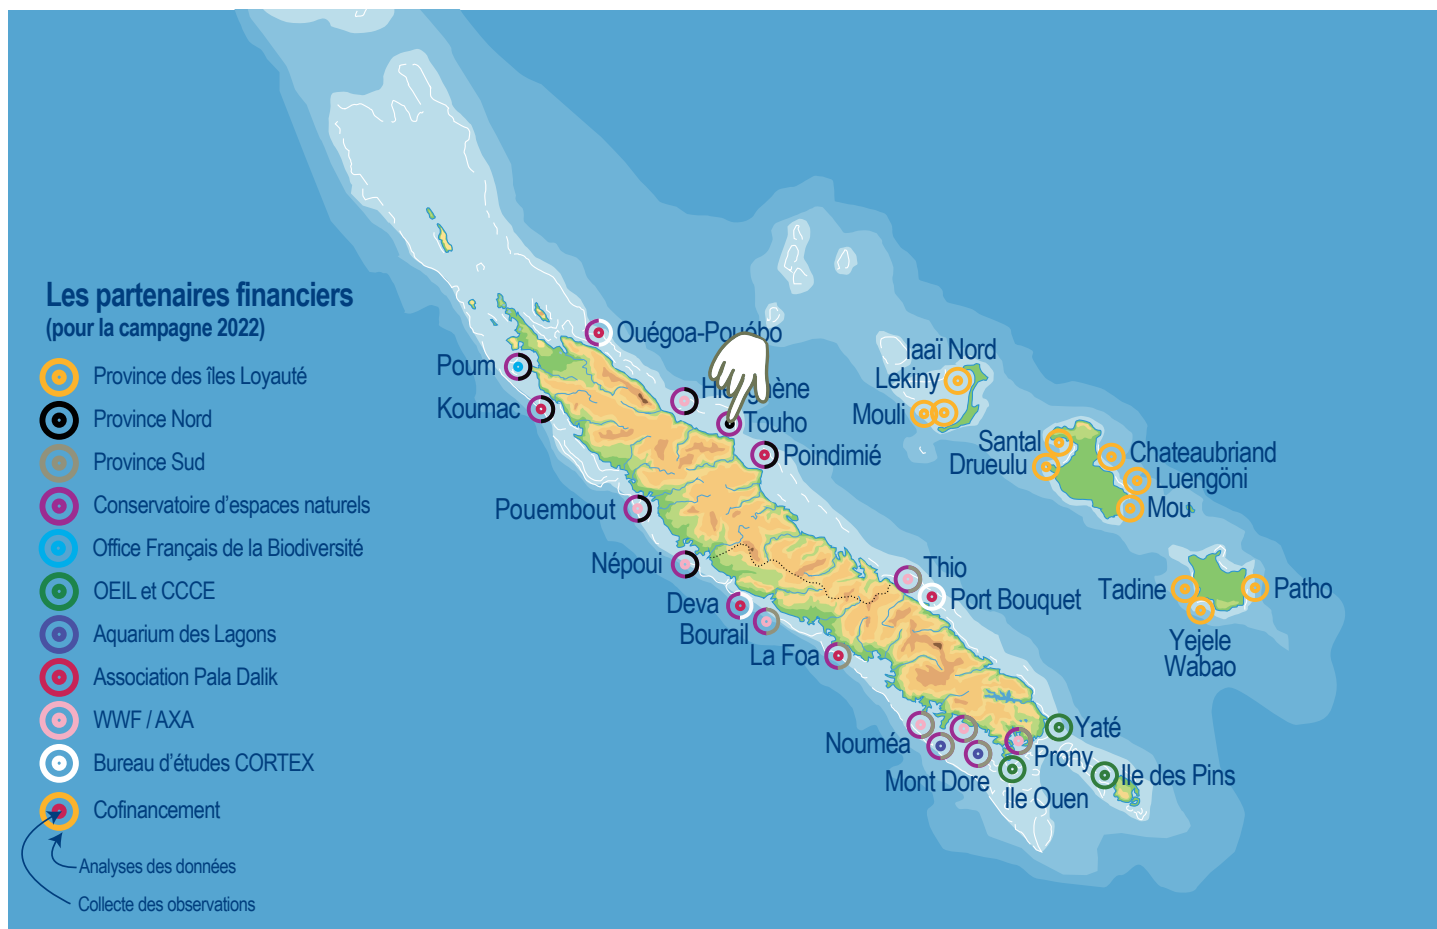 Les partenaires financiers
(pour la campagne 2022)
Province des îles Loyauté
Province Nord
Province Sud
Conservatoire d'espaces naturels
Office Français de la Biodiversité
OEIL et CCCE
Aquarium des Lagons
Association Pala Dalik
WWF / AXA
Bureau d'études CORTEX
Cofinancement
Analyses des données
Collecte des observations
Ouégoa-Pouébo
Poum
Koumac
Touho
Poindimié
Pouembout
Népoui
Deva
Bourail
La Foa
Thio
Port Bouquet
Nouméa
Mont Dore
Prony
Yaté
Ile Ouen
Ile des Pins
Iaaï Nord
Lekiny
Mouli
Santal
Drueulu
Chateaubriand
Luengöni
Mou
Tadine
Patho
Yejele
Wabao